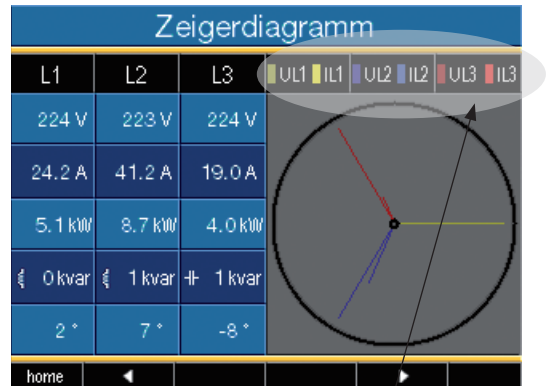 Zeigerdiagramm
L1 L2 L3 UL1 IL1 UL2 IL2 UL3 IL3
224 V 223 V 224 V
24.2 A 41.2 A 19.0 A
5.1 kW 8.7 kW 4.0 kW
0 kvar 1 kvar 1 kvar
2 ° 7 ° -8 °
home